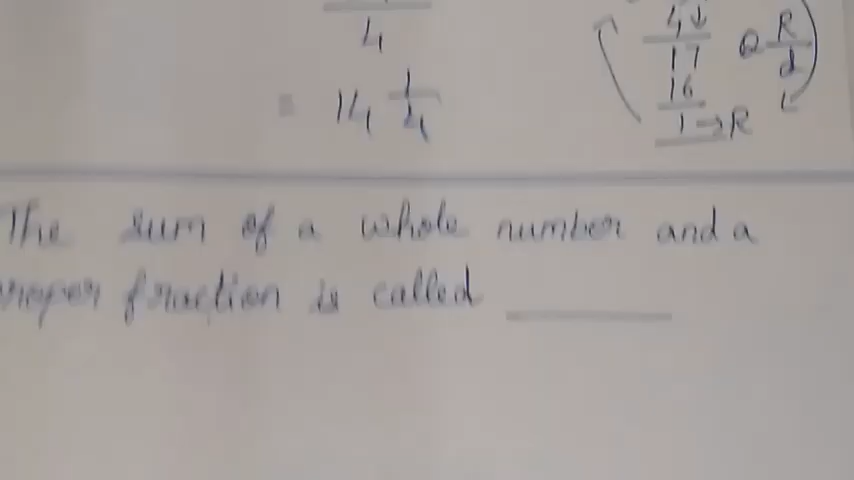 4
= 14 1/4
4↓
17
16
1→R
Q R/d
The sum of a whole number and a
proper fraction is called ______